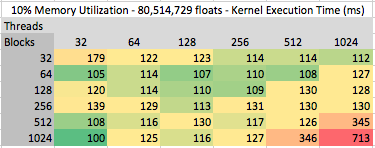 10% Memory Utilization - 80,514,729 floats - Kernel Execution Time (ms)
Threads
Blocks 32 64 128 256 512 1024
32 179 122 123 114 114 112
64 105 114 107 110 108 127
128 120 114 110 109 130 128
256 139 129 113 131 130 130
512 108 116 130 117 126 345
1024 100 125 116 127 346 713